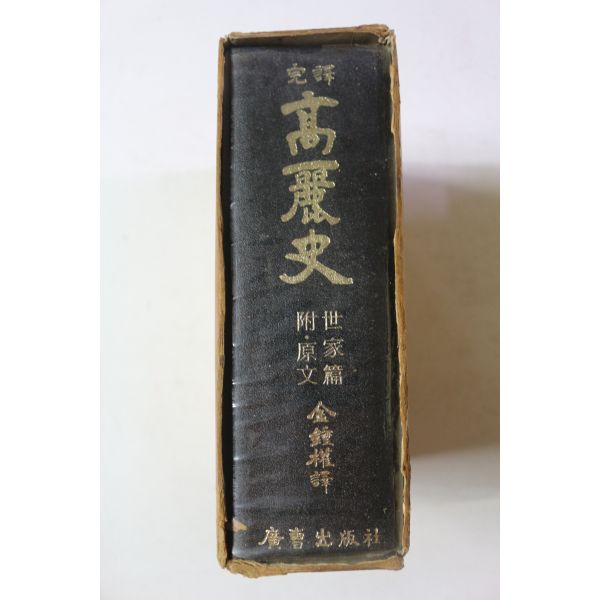 完譯
高麗史
世家篇
附·原文
金鍾權譯
廣曺出版社